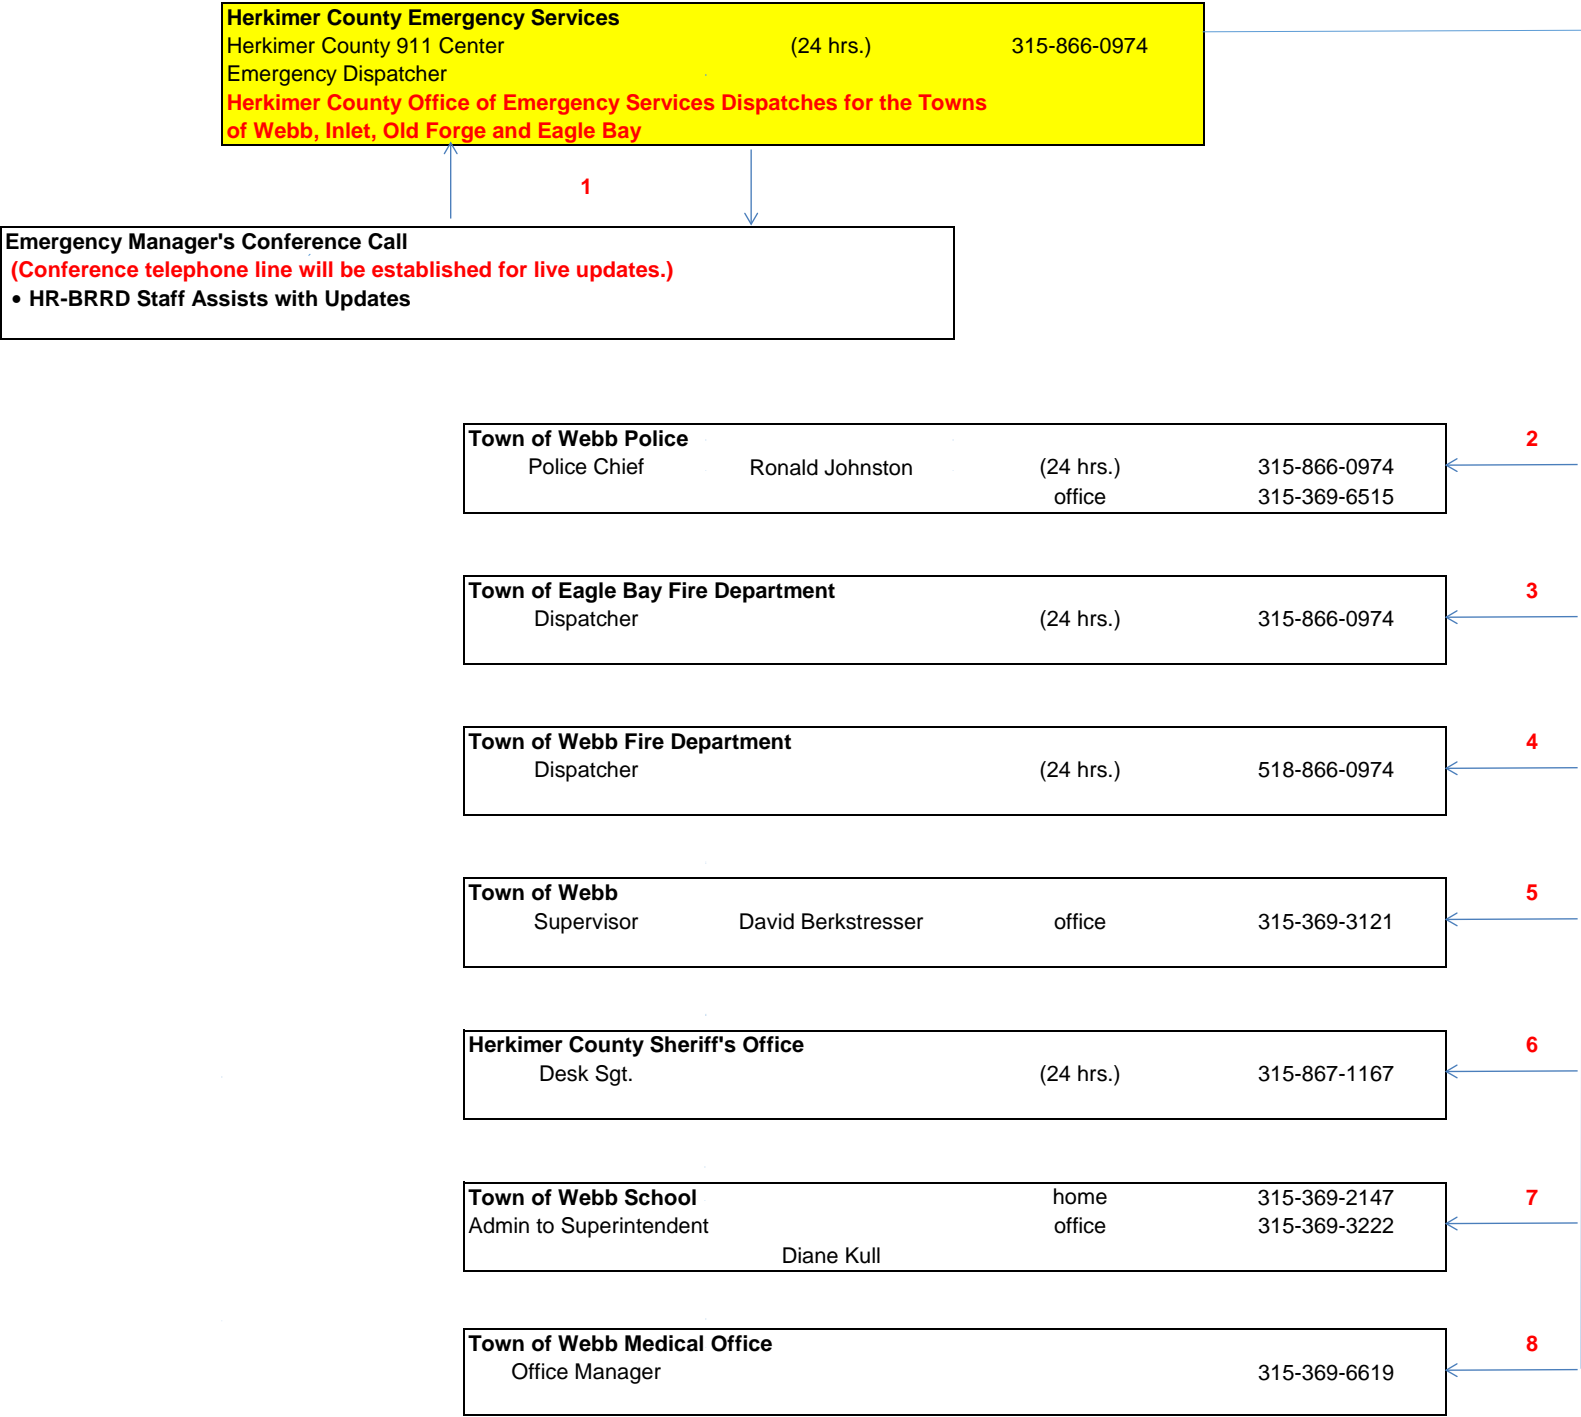 Herkimer County Emergency Services
Herkimer County 911 Center (24 hrs.) 315-866-0974
Emergency Dispatcher
Herkimer County Office of Emergency Services Dispatches for the Towns
of Webb, Inlet, Old Forge and Eagle Bay
1
Emergency Manager's Conference Call
(Conference telephone line will be established for live updates.)
• HR-BRRD Staff Assists with Updates
Town of Webb Police 2
Police Chief Ronald Johnston (24 hrs.) 315-866-0974
office 315-369-6515
Town of Eagle Bay Fire Department 3
Dispatcher (24 hrs.) 315-866-0974
Town of Webb Fire Department 4
Dispatcher (24 hrs.) 518-866-0974
Town of Webb 5
Supervisor David Berkstresser office 315-369-3121
Herkimer County Sheriff's Office 6
Desk Sgt. (24 hrs.) 315-867-1167
Town of Webb School home 315-369-2147 7
Admin to Superintendent office 315-369-3222
Diane Kull
Town of Webb Medical Office 8
Office Manager 315-369-6619